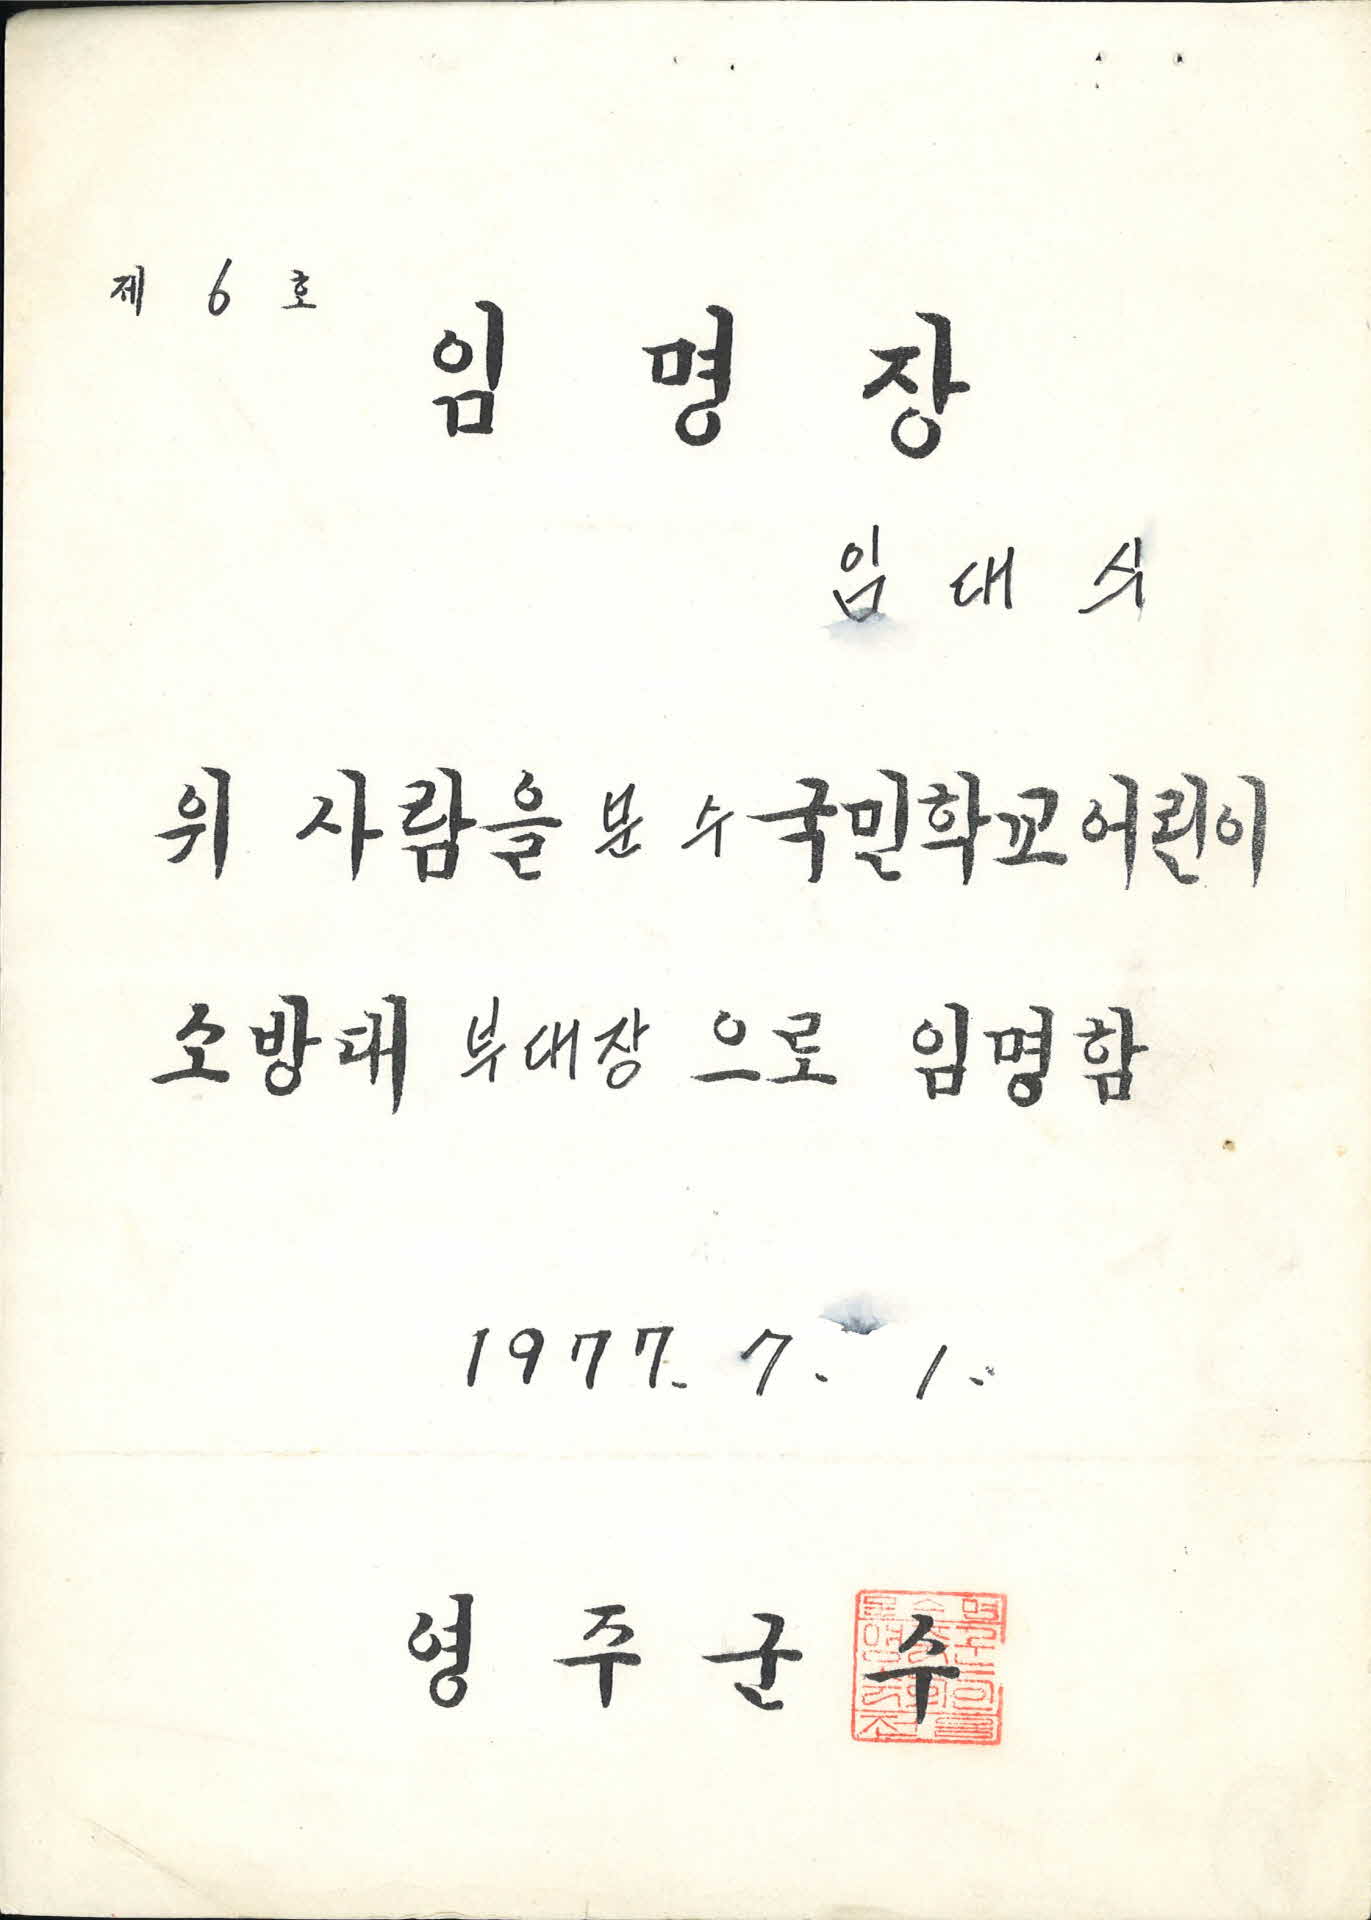 제 6 호
임 명 장
임 대 식
위 사람을 분 수 국민학교 어린이
소방대 부대장 으로 임명함
1977. 7. 1.
영 주 군 수